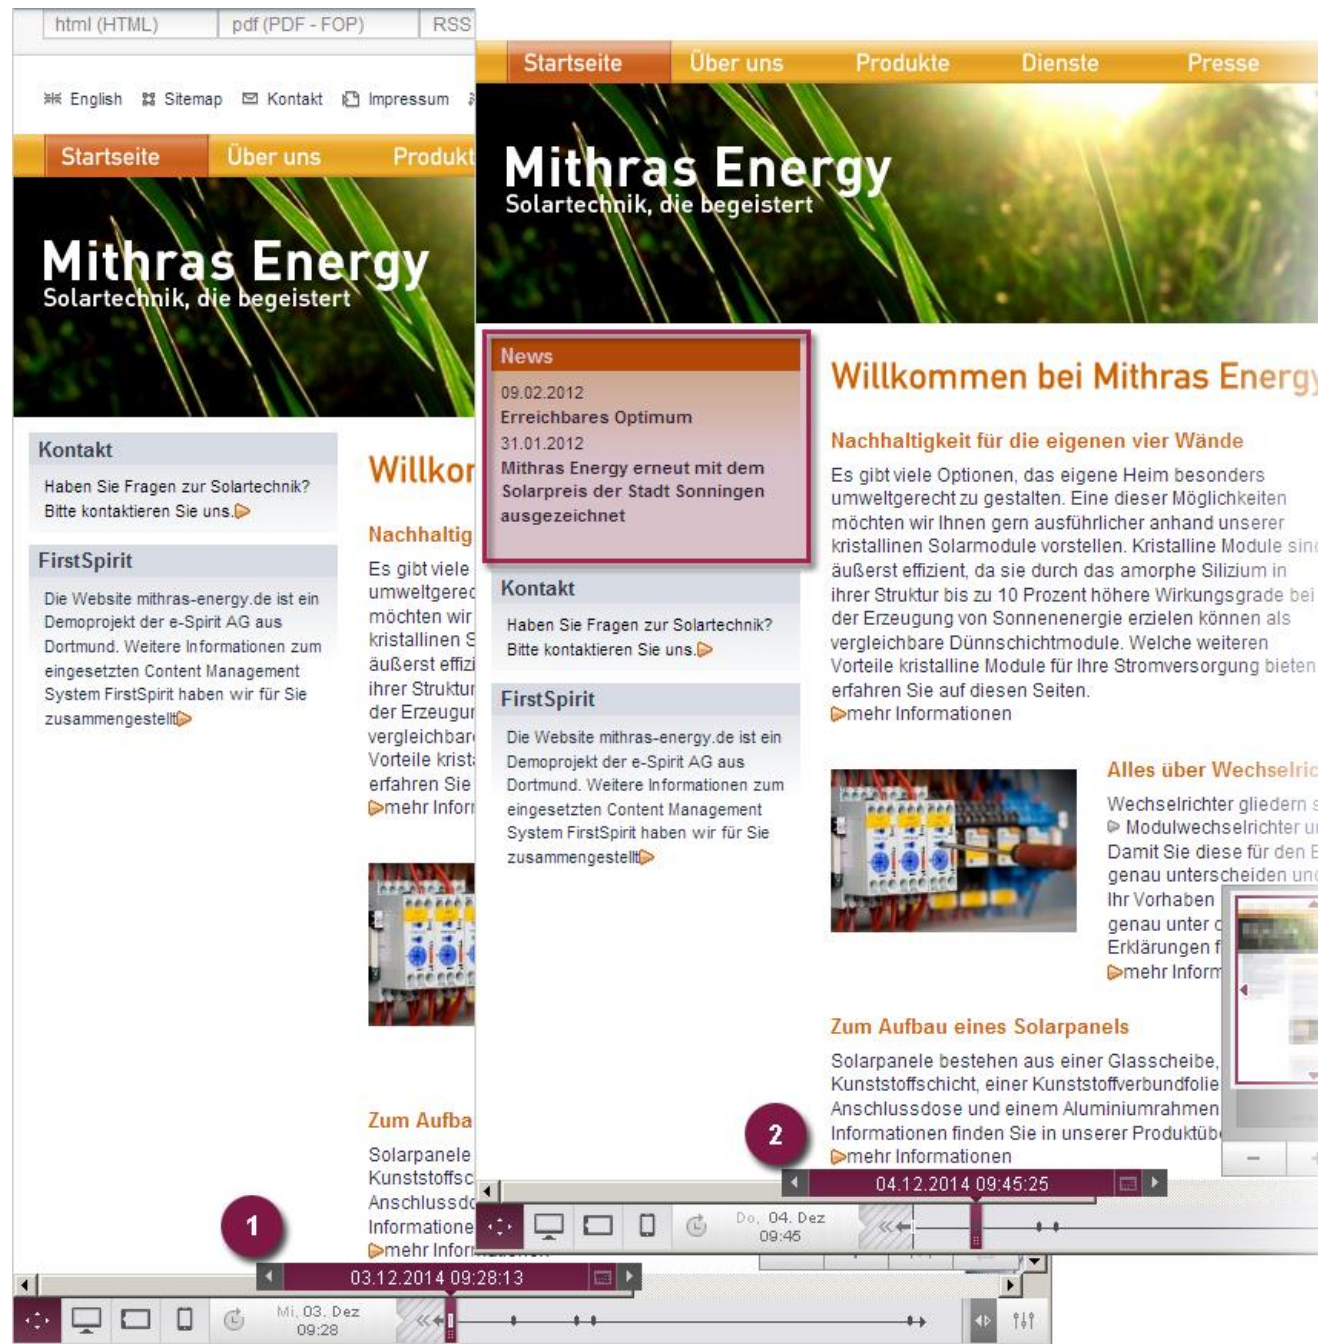 html (HTML)
pdf (PDF - FOP)
RSS
English
Sitemap
Kontakt
Impressum
Startseite
Über uns
Produkt
Mithras Energy
Solartechnik, die begeistert
Kontakt
Haben Sie Fragen zur Solartechnik?
Bitte kontaktieren Sie uns.
FirstSpirit
Die Website mithras-energy.de ist ein
Demoprojekt der e-Spirit AG aus
Dortmund. Weitere Informationen zum
eingesetzten Content Management
System FirstSpirit haben wir für Sie
zusammengestellt
Willkor
Nachhaltig
Es gibt viele
umweltgerec
möchten wir
kristallinen S
äußerst effizi
ihrer Struktur
der Erzeugur
vergleichbar
Vorteile krist
erfahren Sie
mehr Inforr
Zum Aufba
Solarpanele
Kunststoffsc
Anschlussdo
Informatione
mehr Inforr
1
03.12.2014 09:28:13
Mi, 03. Dez
09:28
Startseite
Über uns
Produkte
Dienste
Presse
Mithras Energy
Solartechnik, die begeistert
News
09.02.2012
Erreichbares Optimum
31.01.2012
Mithras Energy erneut mit dem
Solarpreis der Stadt Sonningen
ausgezeichnet
Kontakt
Haben Sie Fragen zur Solartechnik?
Bitte kontaktieren Sie uns.
FirstSpirit
Die Website mithras-energy.de ist ein
Demoprojekt der e-Spirit AG aus
Dortmund. Weitere Informationen zum
eingesetzten Content Management
System FirstSpirit haben wir für Sie
zusammengestellt
Willkommen bei Mithras Energy
Nachhaltigkeit für die eigenen vier Wände
Es gibt viele Optionen, das eigene Heim besonders
umweltgerecht zu gestalten. Eine dieser Möglichkeiten
möchten wir Ihnen gern ausführlicher anhand unserer
kristallinen Solarmodule vorstellen. Kristalline Module sind
äußerst effizient, da sie durch das amorphe Silizium in
ihrer Struktur bis zu 10 Prozent höhere Wirkungsgrade bei
der Erzeugung von Sonnenenergie erzielen können als
vergleichbare Dünnschichtmodule. Welche weiteren
Vorteile kristalline Module für Ihre Stromversorgung bieten
erfahren Sie auf diesen Seiten.
mehr Informationen
Alles über Wechselric
Wechselrichter gliedern s
Modulwechselrichter u
Damit Sie diese für den E
genau unterscheiden und
Ihr Vorhaben
genau unter d
Erklärungen f
mehr Inform
Zum Aufbau eines Solarpanels
Solarpanele bestehen aus einer Glasscheibe,
Kunststoffschicht, einer Kunststoffverbundfolie
Anschlussdose und einem Aluminiumrahmen
Informationen finden Sie in unserer Produktüb
mehr Informationen
2
04.12.2014 09:45:25
Do, 04. Dez
09:45